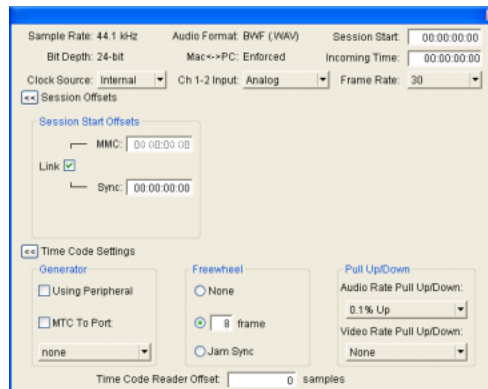 Sample Rate: 44.1 kHz Audio Format: BWF (.WAV) Session Start: 00:00:00:00
Bit Depth: 24-bit Mac<->PC: Enforced Incoming Time: 00:00:00:00
Clock Source: Internal Ch 1-2 Input: Analog Frame Rate: 30
<< Session Offsets
Session Start Offsets
MMC: 00:00:00:00
Link
Sync: 00:00:00:00
<< Time Code Settings
Generator Freewheel Pull Up/Down
Using Peripheral None Audio Rate Pull Up/Down:
0.1% Up
MTC To Port: 8 frame Video Rate Pull Up/Down:
none Jam Sync None
Time Code Reader Offset: 0 samples